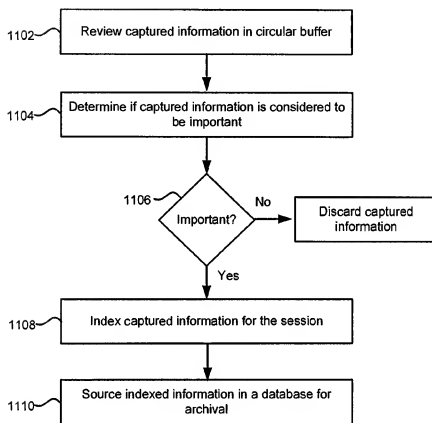 1102
Review captured information in circular buffer
1104
Determine if captured information is considered to
be important
1106
Important?
No
Discard captured
information
Yes
1108
Index captured information for the session
1110
Source indexed information in a database for
archival